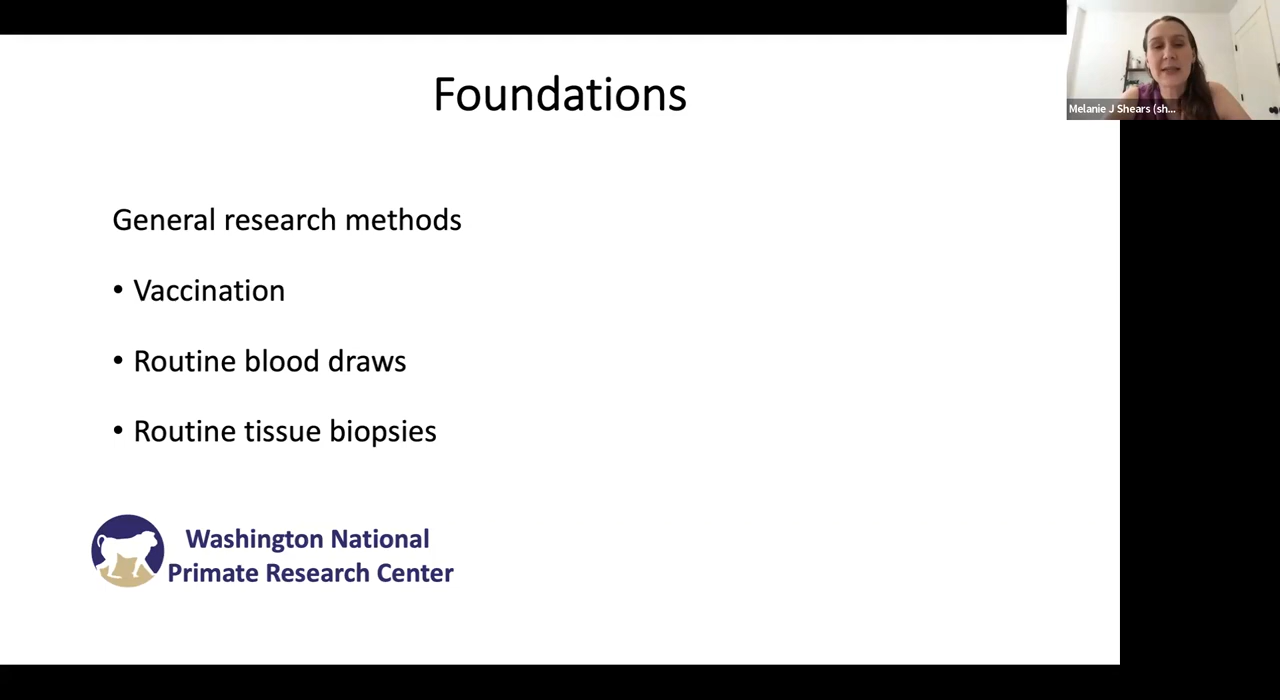 Foundations
Melanie J Shears (sh...
General research methods
• Vaccination
• Routine blood draws
• Routine tissue biopsies
Washington National
Primate Research Center